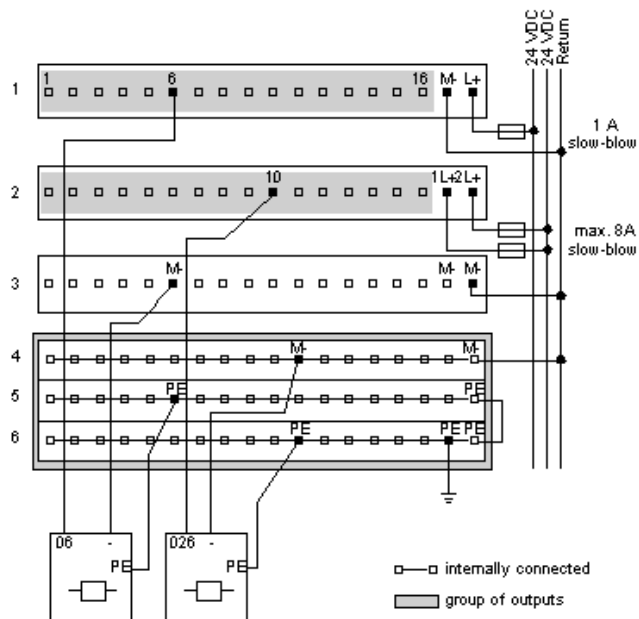 24 VDC
24 VDC
Return
1
1
6
16
M-
L+
1 A
slow-blow
2
10
1L+2L+
max. 8A
slow-blow
3
M-
M-
M-
4
M-
M-
5
PE
PE
6
PE
PE
PE
06
-
PE
026
-
PE
internally connected
group of outputs